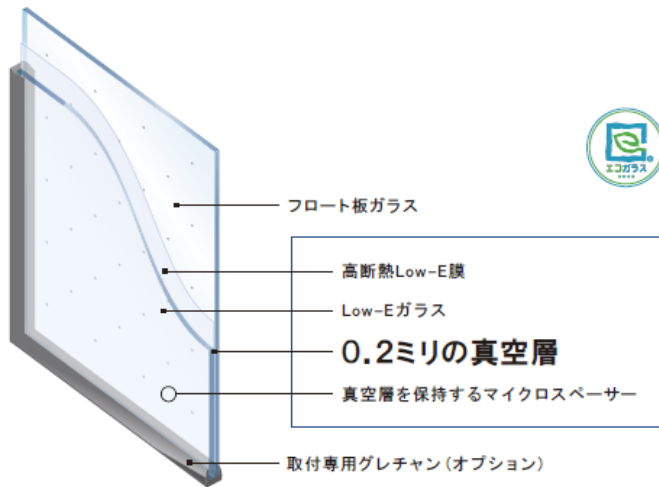 エコガラス
フロート板ガラス
高断熱Low-E膜
Low-Eガラス
0.2ミリの真空層
真空層を保持するマイクロスペーサー
取付専用グレチャン(オプション)